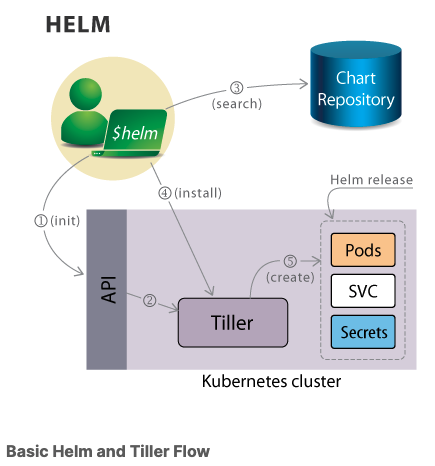 HELM
$helm
③
(search)
Chart
Repository
④(install)
Helm release
①(init)
API
②
Tiller
⑤
(create)
Pods
SVC
Secrets
Kubernetes cluster
Basic Helm and Tiller Flow